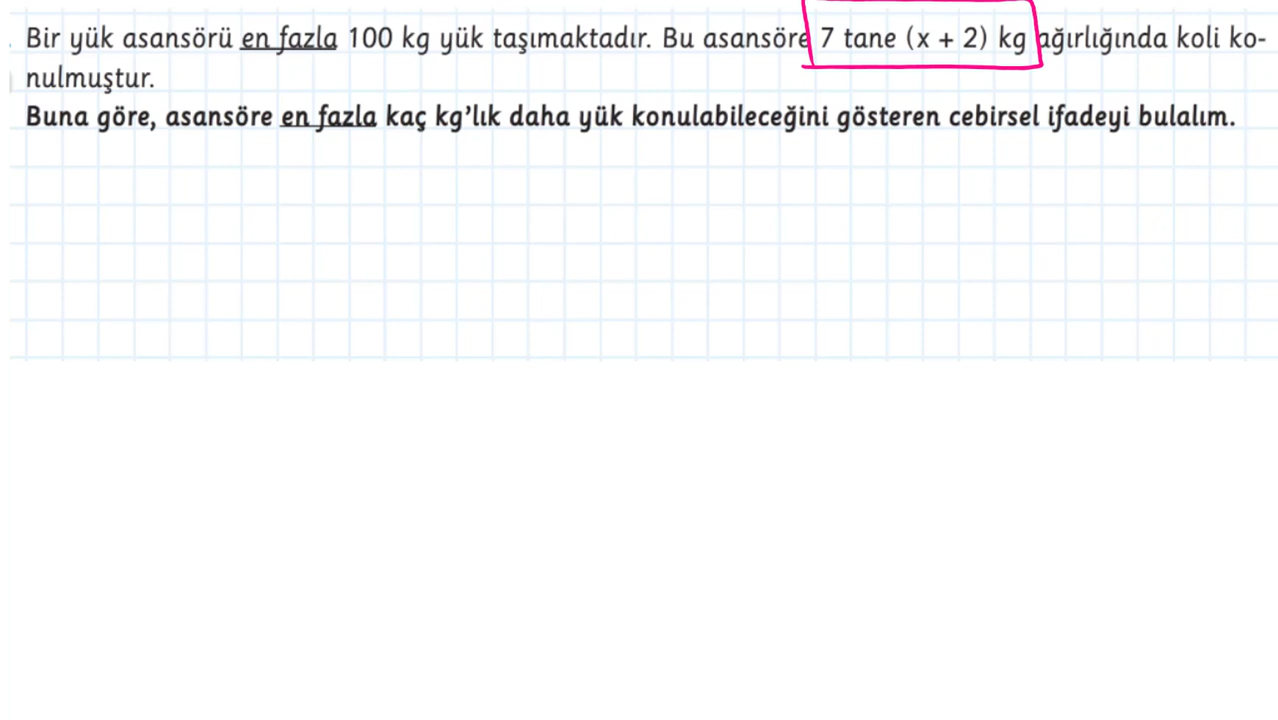 Bir yük asansörü en fazla 100 kg yük taşımaktadır. Bu asansöre 7 tane (x + 2) kg ağırlığında koli ko-
nulmuştur.
Buna göre, asansöre en fazla kaç kg'lık daha yük konulabileceğini gösteren cebirsel ifadeyi bulalım.